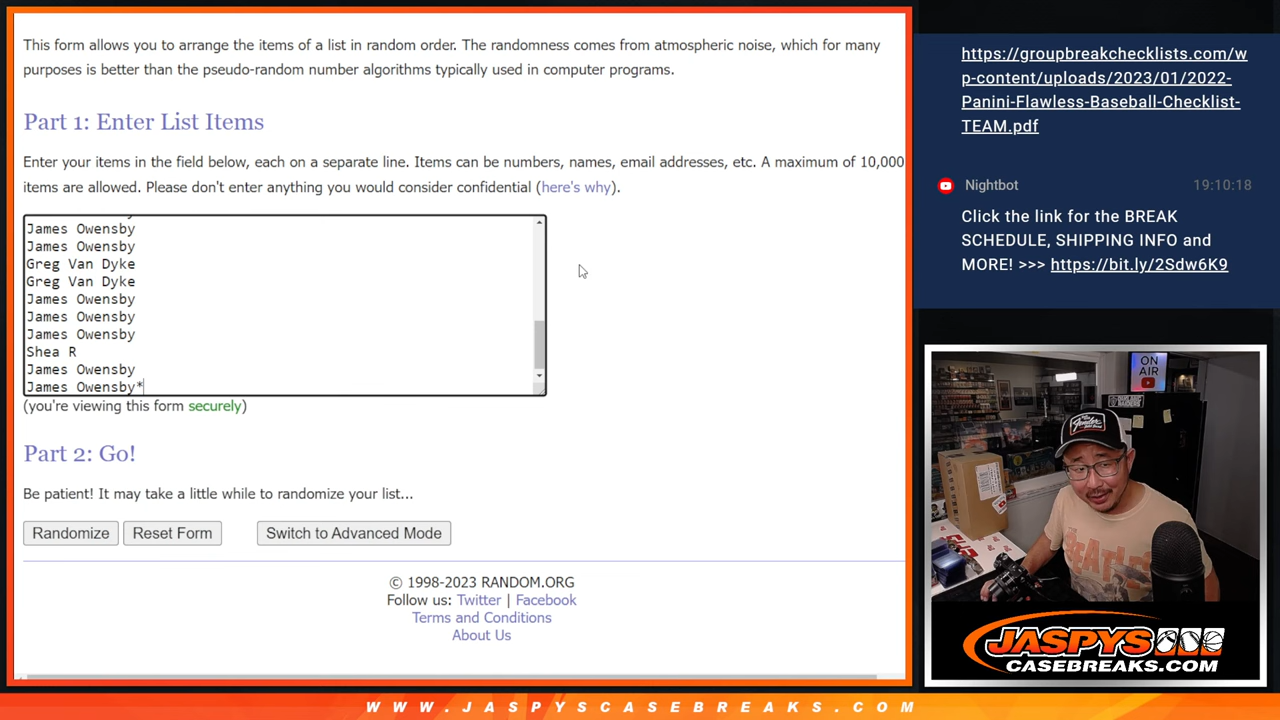 This form allows you to arrange the items of a list in random order. The randomness comes from atmospheric noise, which for many
purposes is better than the pseudo-random number algorithms typically used in computer programs.
Part 1: Enter List Items
Enter your items in the field below, each on a separate line. Items can be numbers, names, email addresses, etc. A maximum of 10,000
items are allowed. Please don't enter anything you would consider confidential (here's why).
James Owensby
James Owensby
Greg Van Dyke
Greg Van Dyke
James Owensby
James Owensby
James Owensby
Shea R
James Owensby
James Owensby*
(you're viewing this form securely)
Part 2: Go!
Be patient! It may take a little while to randomize your list...
Randomize Reset Form Switch to Advanced Mode
© 1998-2023 RANDOM.ORG
Follow us: Twitter | Facebook
Terms and Conditions
About Us
https://groupbreakchecklists.com/w
p-content/uploads/2023/01/2022-
Panini-Flawless-Baseball-Checklist-
TEAM.pdf
Nightbot 19:10:18
Click the link for the BREAK
SCHEDULE, SHIPPING INFO and
MORE! >>> https://bit.ly/2Sdw6K9
ON
AIR
Fender
JASPYS
CASEBREAKS.COM
WWW.JASPYSCASEBREAKS.COM